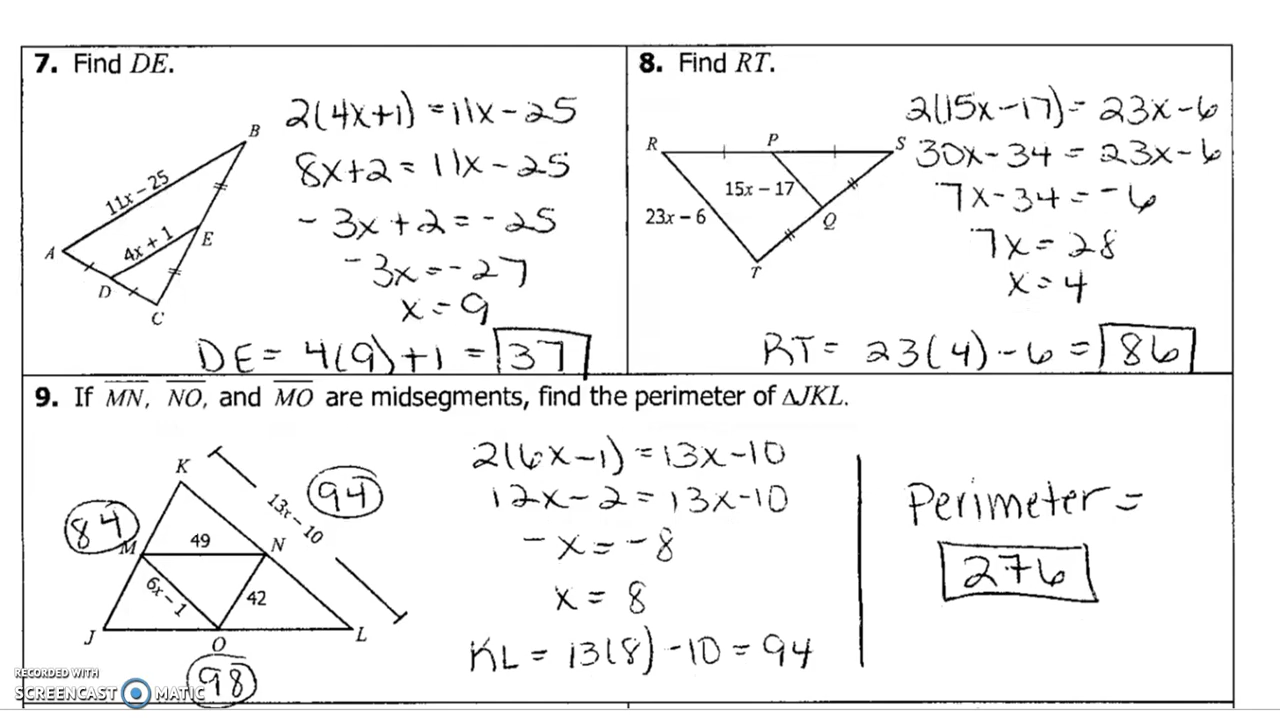 7. Find DE.
2(4x+1) = 11x-25
8x+2 = 11x-25
-3x+2 = -25
-3x = -27
x = 9
DE = 4(9)+1 = 37
B
11x – 25
4x + 1
E
A
D
C
8. Find RT.
2(15x-17) = 23x-6
30x-34 = 23x-6
7x-34 = -6
7x = 28
x = 4
RT = 23(4)-6 = 86
R
P
S
15x – 17
23x – 6
Q
T
9. If MN, NO, and MO are midsegments, find the perimeter of ΔJKL.
K
94
13x – 10
84
M
49
N
6x – 1
42
J
O
L
98
2(6x-1) = 13x-10
12x-2 = 13x-10
-x = -8
x = 8
KL = 13(8)-10 = 94
Perimeter =
276
RECORDED WITH
SCREENCAST MATIC